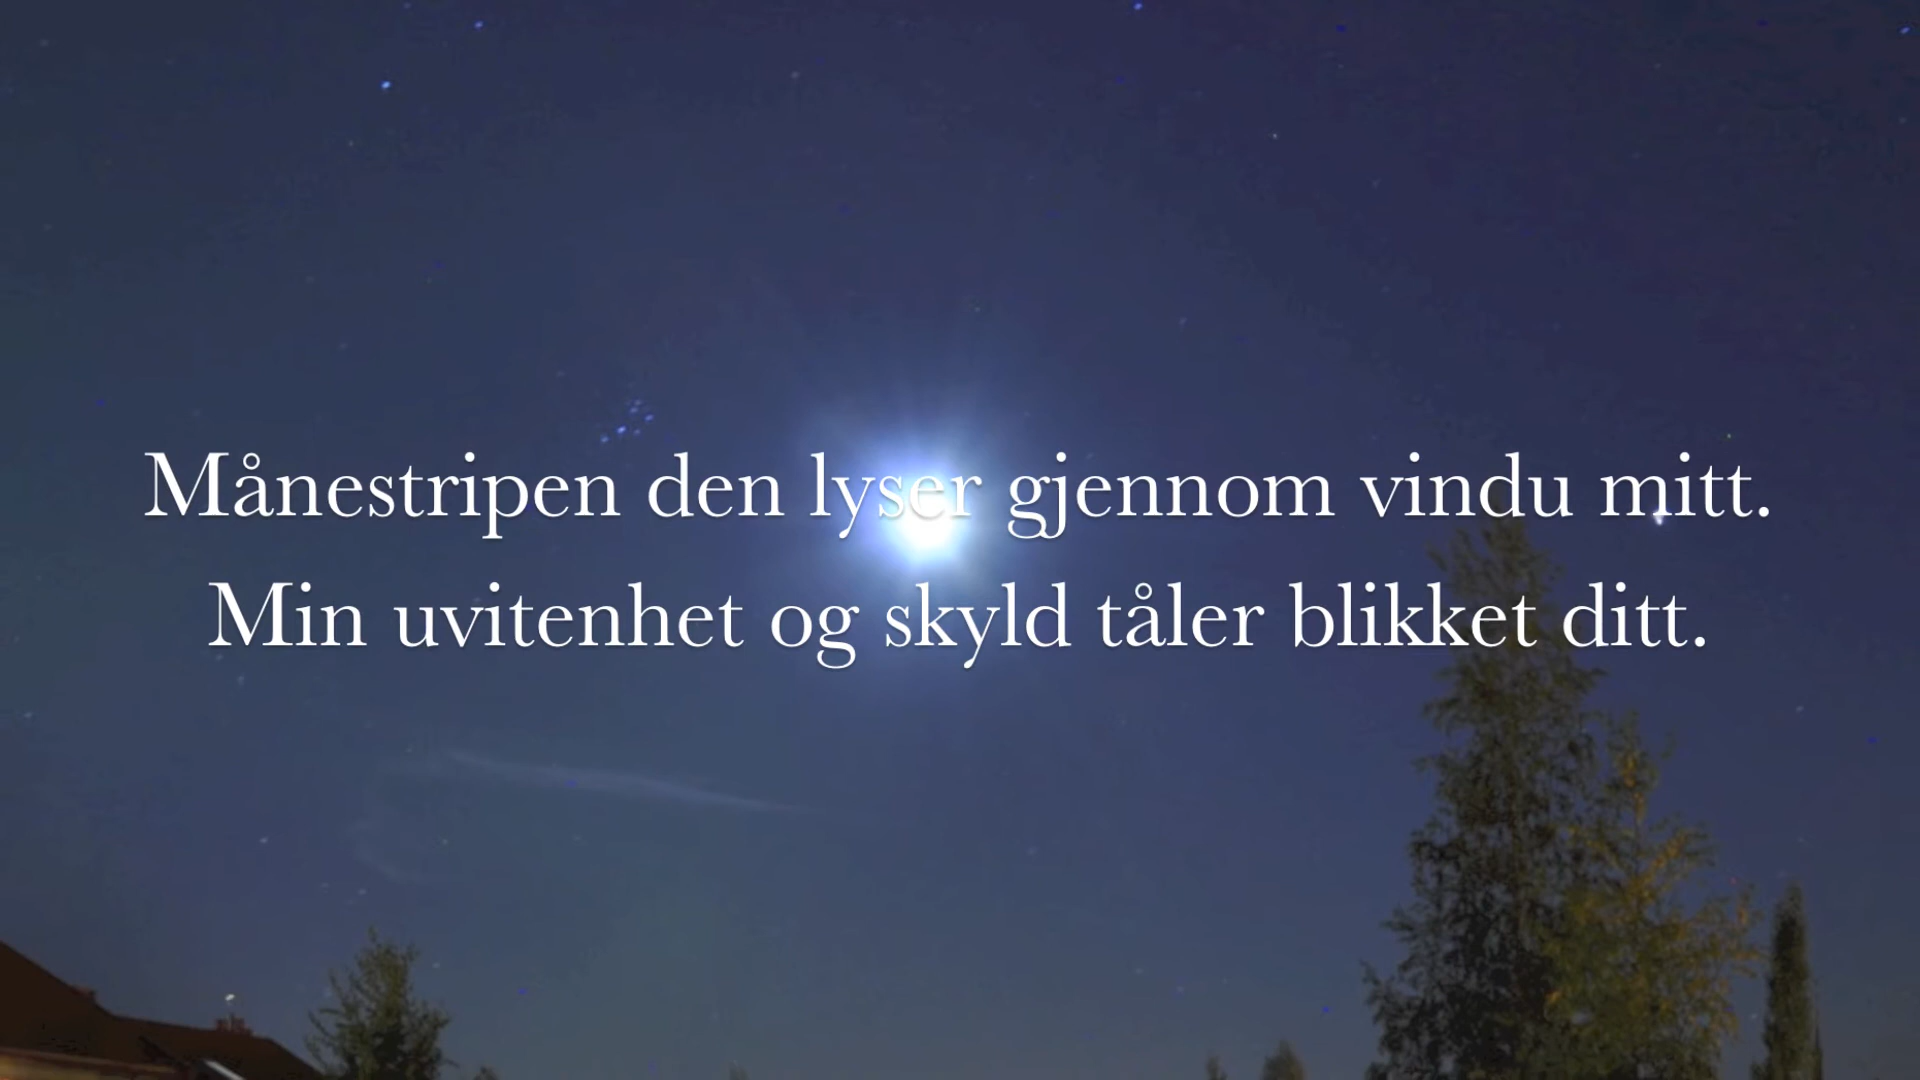 Månestripen den lyser gjennom vindu mitt.
Min uvitenhet og skyld tåler blikket ditt.